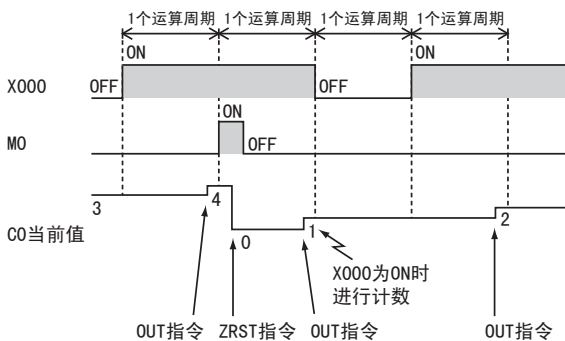 1个运算周期 1个运算周期 1个运算周期 1个运算周期
ON ON
X000 OFF OFF
ON
M0 OFF
3 4 2
C0当前值 0 1
X000为ON时
进行计数
OUT指令 ZRST指令 OUT指令 OUT指令